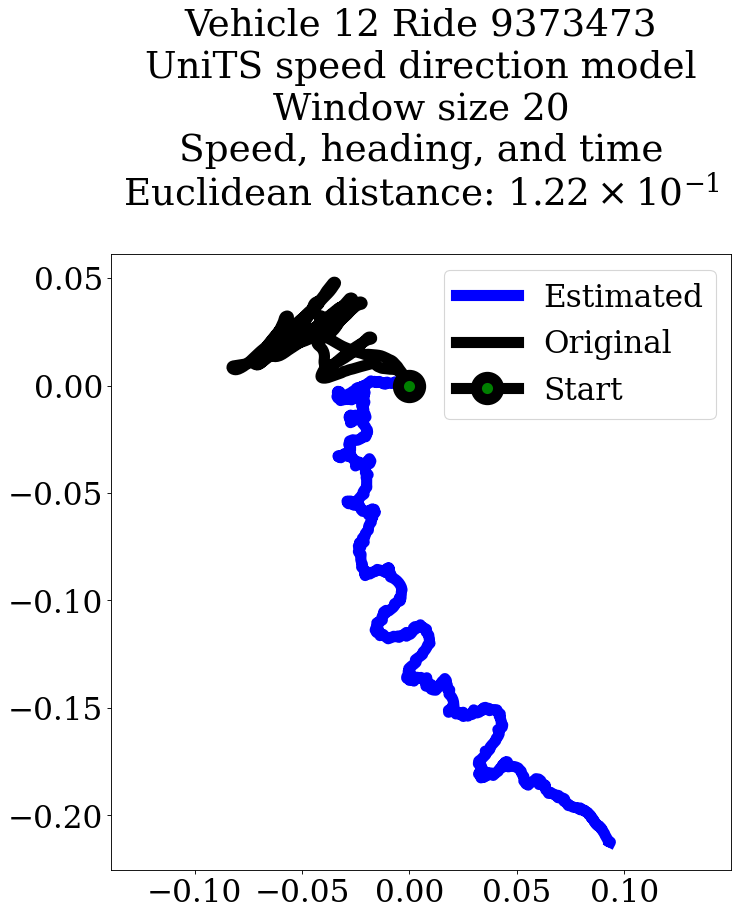 Vehicle 12 Ride 9373473
UniTS speed direction model
Window size 20
Speed, heading, and time
Euclidean distance: 1.22 × 10⁻¹
Estimated
Original
Start
0.05
0.00
−0.05
−0.10
−0.15
−0.20
−0.10 −0.05 0.00 0.05 0.10